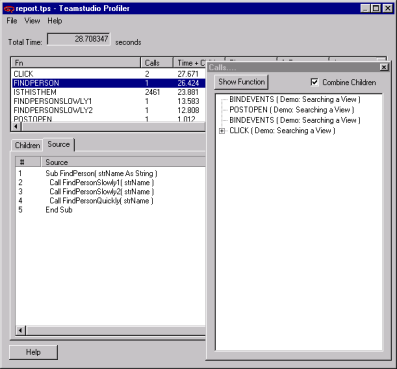 report.tps - Teamstudio Profiler
File View Help
Total Time: 28.708347 seconds
Fn Calls Time +
CLICK 2 27.671
FINDPERSON 1 26.424
ISTHISTHEM 2461 23.881
FINDPERSONSLOWLY1 1 13.583
FINDPERSONSLOWLY2 1 12.808
POSTOPEN 1 1.012
Children Source
# Source
1 Sub FindPerson( strName As String )
2 Call FindPersonSlowly1( strName )
3 Call FindPersonSlowly2( strName )
4 Call FindPersonQuickly( strName )
5 End Sub
Help
Calls...
Show Function Combine Children
BINDEVENTS ( Demo: Searching a View )
POSTOPEN ( Demo: Searching a View )
BINDEVENTS ( Demo: Searching a View )
CLICK ( Demo: Searching a View )